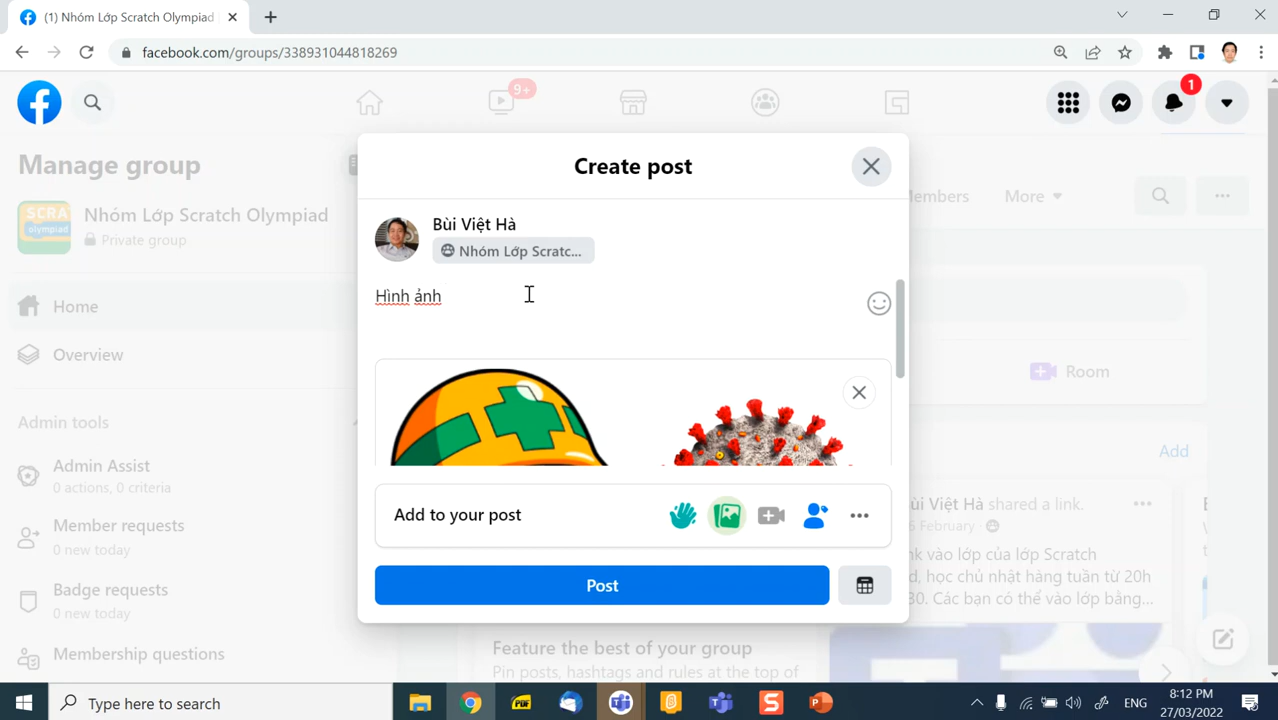 (1) Nhóm Lớp Scratch Olympiad
facebook.com/groups/338931044818269
9+
1
Manage group
SCRA
olympiad
Nhóm Lớp Scratch Olympiad
Private group
Home
Overview
Admin tools
Admin Assist
0 actions, 0 criteria
Member requests
0 new today
Badge requests
0 new today
Membership questions
Create post
Bùi Việt Hà
Nhóm Lớp Scratc...
Hình ảnh
Add to your post
Post
Members
More
Room
Add
ùi Việt Hà shared a link.
February
nk vào lớp của lớp Scratch
d, học chủ nhật hàng tuần từ 20h
30. Các bạn có thể vào lớp bằng...
Feature the best of your group
Pin posts, hashtags and rules at the top of
Type here to search
PDF
ENG
8:12 PM
27/03/2022